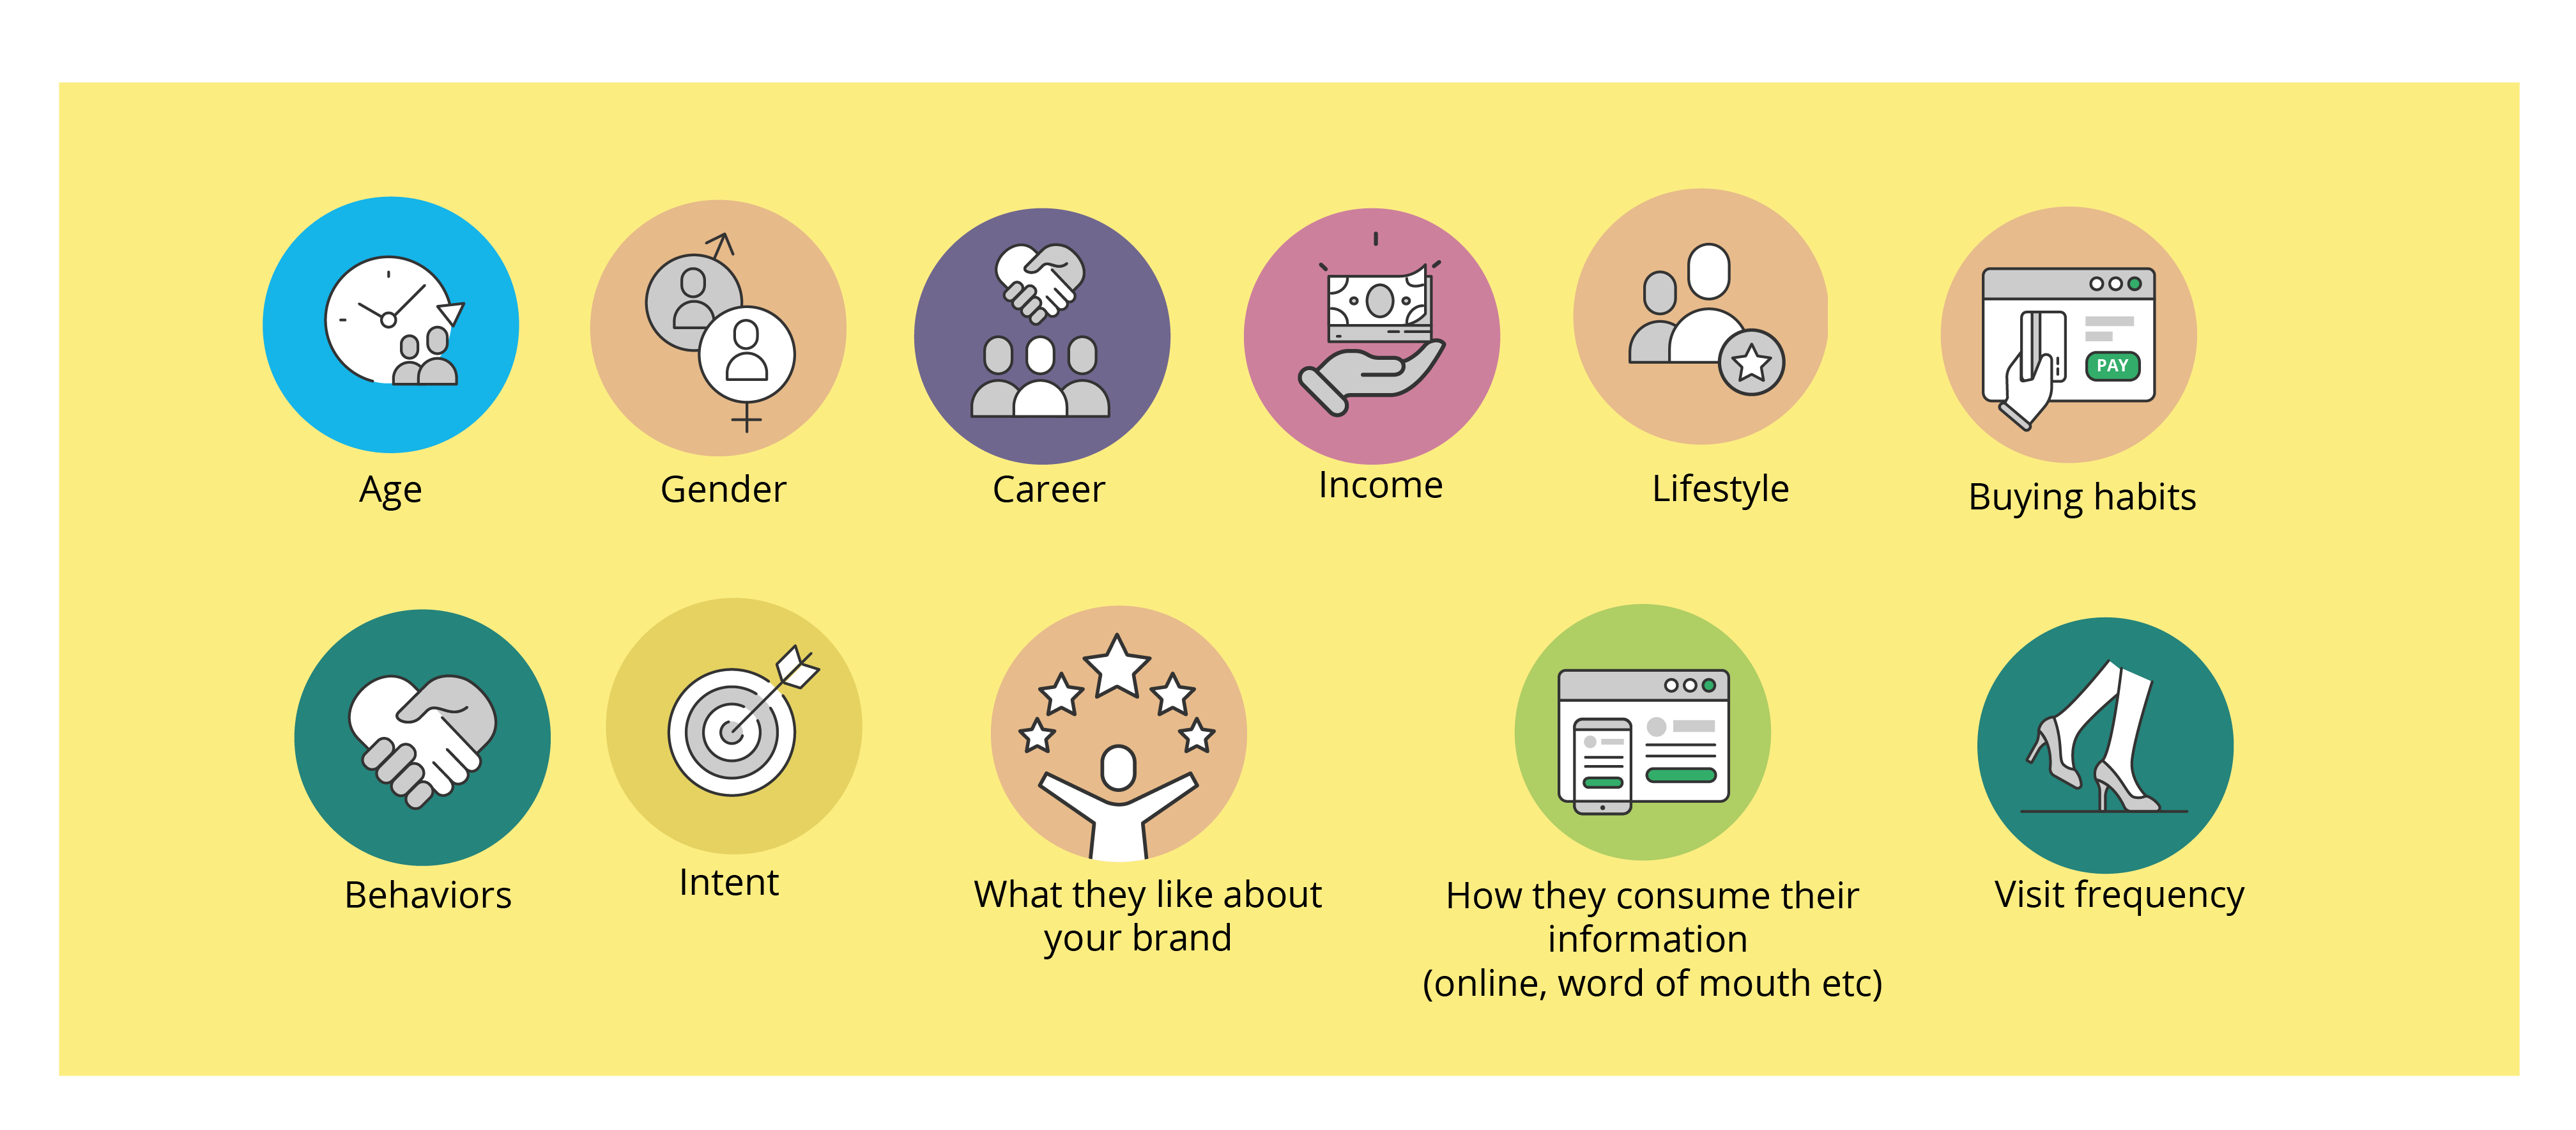 Age
Gender
Career
Income
Lifestyle
PAY
Buying habits
Behaviors
Intent
What they like about
your brand
How they consume their
information
(online, word of mouth etc)
Visit frequency